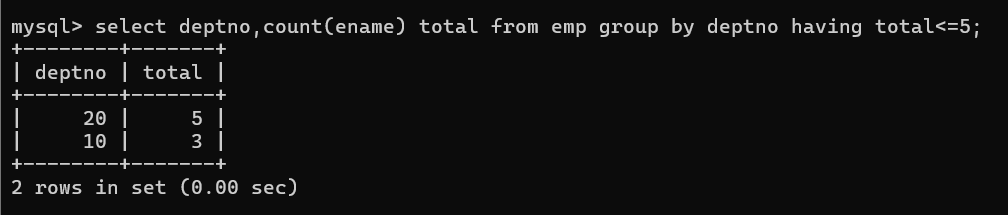 mysql> select deptno,count(ename) total from emp group by deptno having total<=5;
+--------+-------+
| deptno | total |
+--------+-------+
|     20 |     5 |
|     10 |     3 |
+--------+-------+
2 rows in set (0.00 sec)